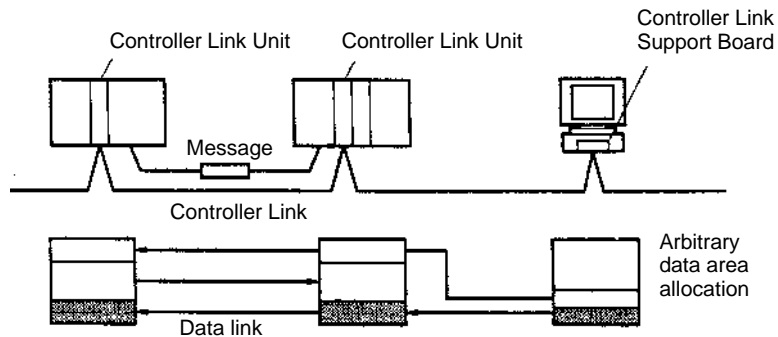 Controller Link Unit
Controller Link Unit
Controller Link
Support Board
Message
Controller Link
Arbitrary
data area
allocation
Data link